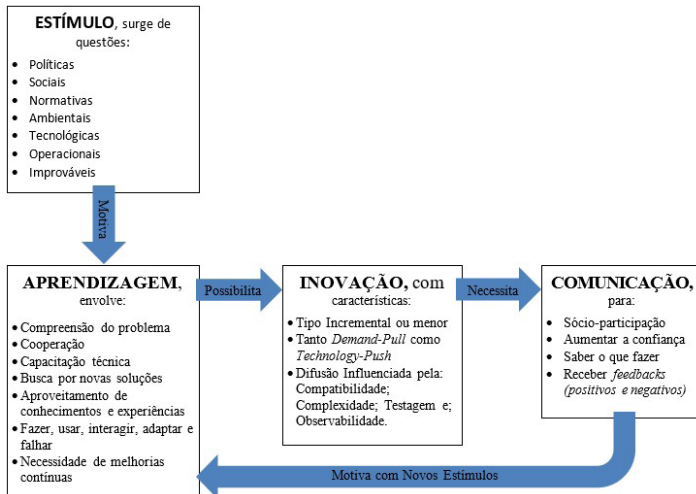 ESTÍMULO, surge de
questões:
• Políticas
• Sociais
• Normativas
• Ambientais
• Tecnológicas
• Operacionais
• Improváveis
Motiva
APRENDIZAGEM,
envolve:
• Compreensão do problema
• Cooperação
• Capacitação técnica
• Busca por novas soluções
• Aproveitamento de
conhecimentos e experiências
• Fazer, usar, interagir, adaptar e
falhar
• Necessidade de melhorias
contínuas
Possibilita
INOVAÇÃO, com
características:
• Tipo Incremental ou menor
• Tanto Demand-Pull como
Technology-Push
• Difusão Influenciada pela:
Compatibilidade;
Complexidade; Testagem e;
Observabilidade.
Necessita
COMUNICAÇÃO,
para:
• Sócio-participação
• Aumentar a confiança
• Saber o que fazer
• Receber feedbacks
(positivos e negativos)
Motiva com Novos Estímulos